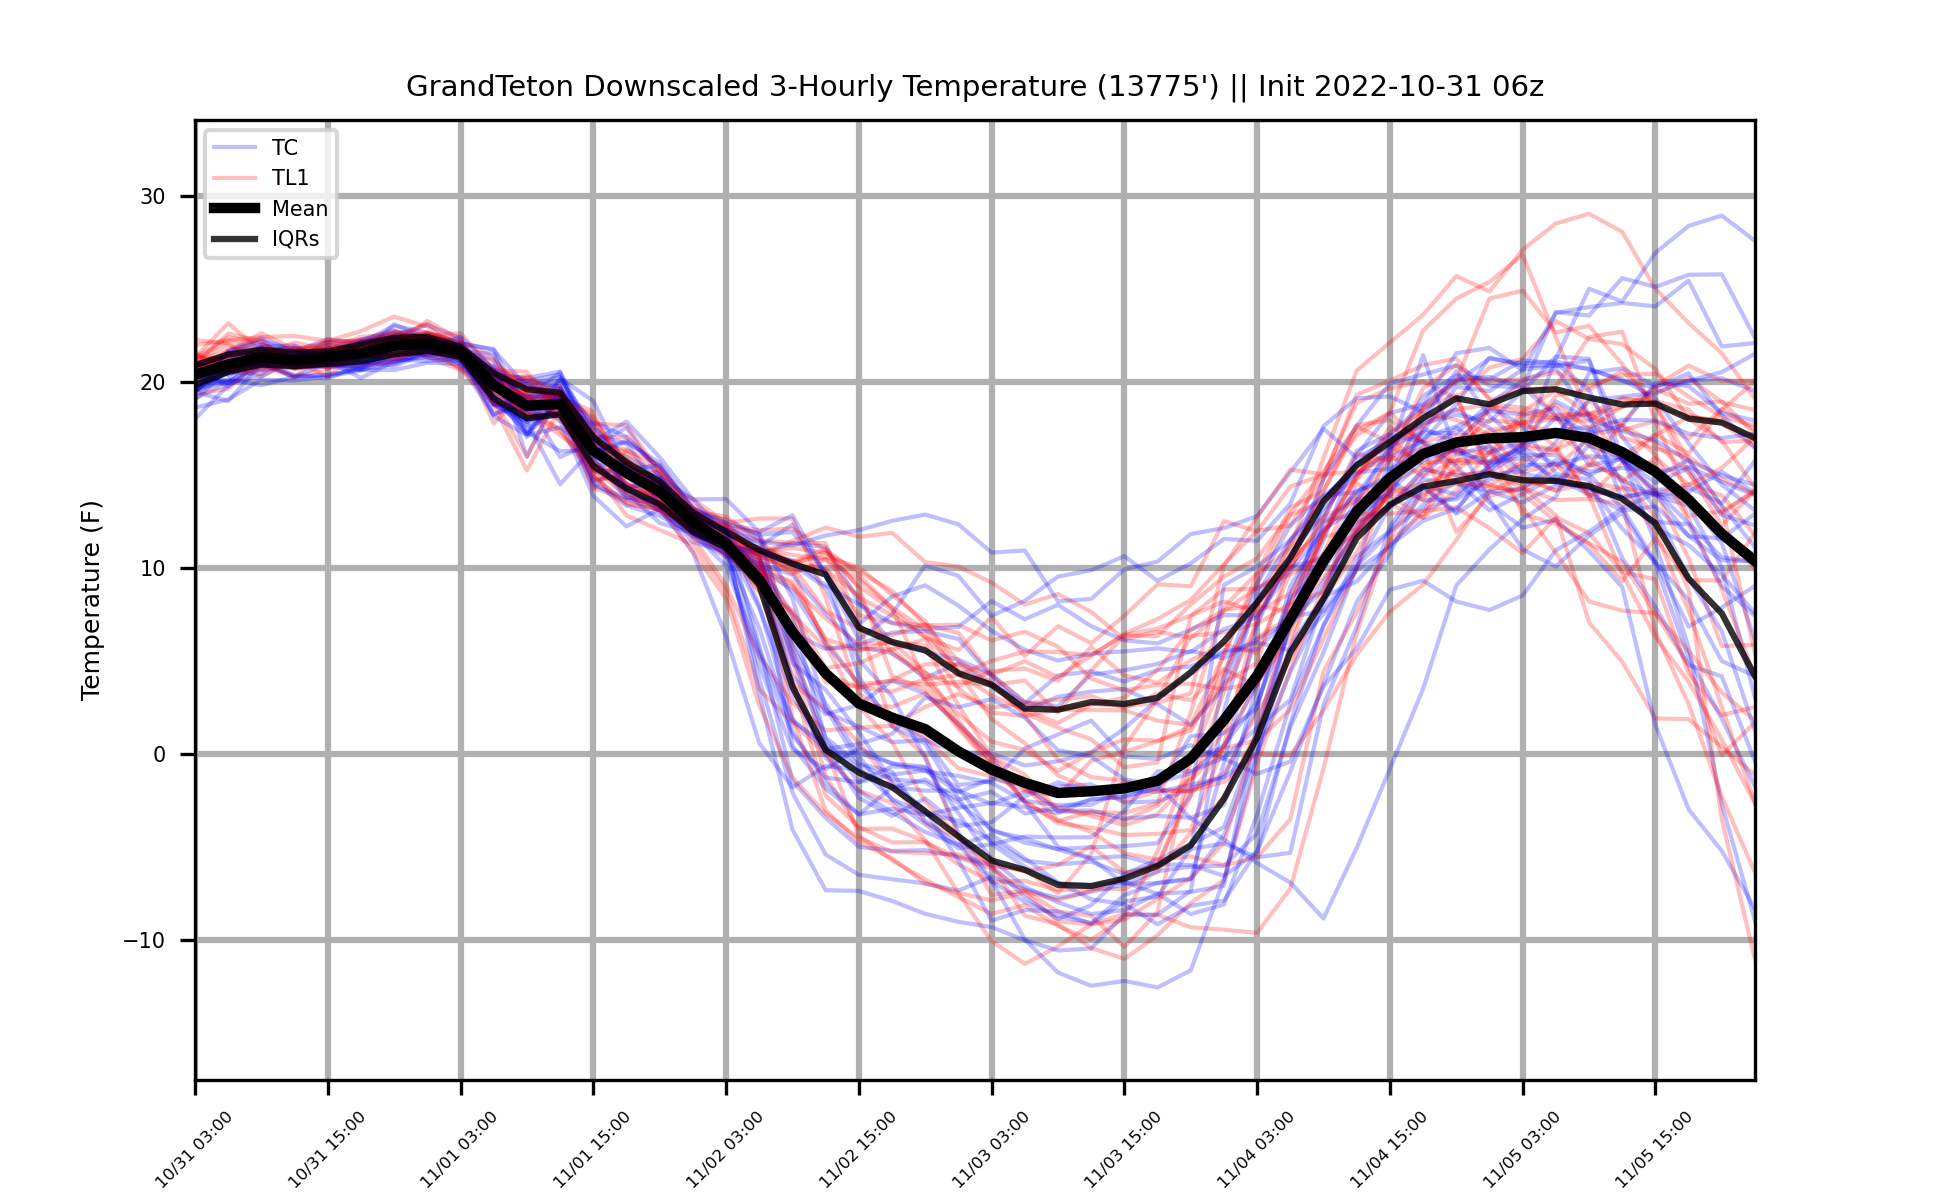 GrandTeton Downscaled 3-Hourly Temperature (13775') || Init 2022-10-31 06z
TC
TL1
Mean
IQRs
Temperature (F)
30
20
10
0
−10
10/31 03:00
10/31 15:00
11/01 03:00
11/01 15:00
11/02 03:00
11/02 15:00
11/03 03:00
11/03 15:00
11/04 03:00
11/04 15:00
11/05 03:00
11/05 15:00